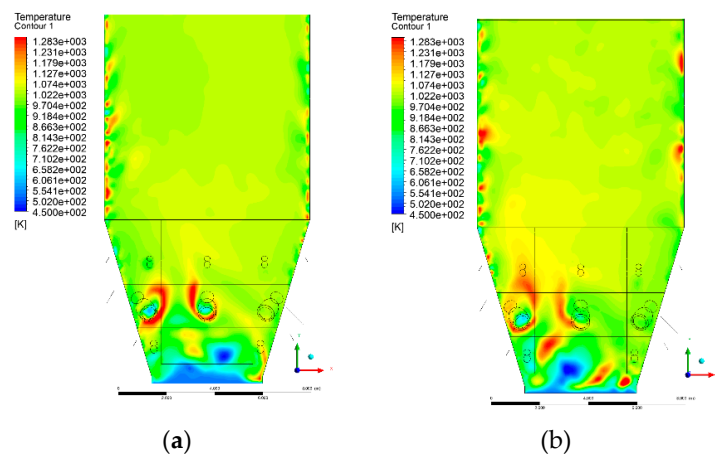 Temperature
Contour 1
1.283e+003
1.231e+003
1.179e+003
1.127e+003
1.074e+003
1.022e+003
9.704e+002
9.184e+002
8.663e+002
8.143e+002
7.622e+002
7.102e+002
6.582e+002
6.061e+002
5.541e+002
5.020e+002
4.500e+002
[K]
(a)
Temperature
Contour 1
1.283e+003
1.231e+003
1.179e+003
1.127e+003
1.074e+003
1.022e+003
9.704e+002
9.184e+002
8.663e+002
8.143e+002
7.622e+002
7.102e+002
6.582e+002
6.061e+002
5.541e+002
5.020e+002
4.500e+002
[K]
(b)